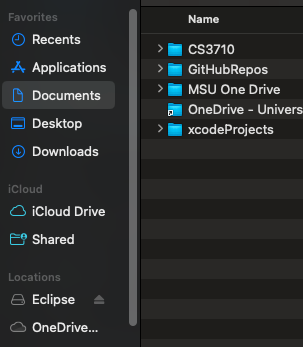 Favorites
Recents
Applications
Documents
Desktop
Downloads
iCloud
iCloud Drive
Shared
Locations
Eclipse
OneDrive...
Name
CS3710
GitHubRepos
MSU One Drive
OneDrive - Univers
xcodeProjects